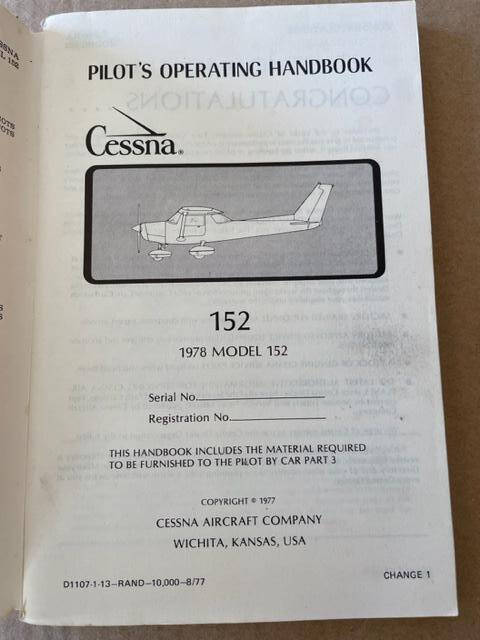 PILOT'S OPERATING HANDBOOK
Cessna®
152
1978 MODEL 152
Serial No.
Registration No.
THIS HANDBOOK INCLUDES THE MATERIAL REQUIRED
TO BE FURNISHED TO THE PILOT BY CAR PART 3
COPYRIGHT © 1977
CESSNA AIRCRAFT COMPANY
WICHITA, KANSAS, USA
D1107-1-13-RAND-10,000-8/77
CHANGE 1